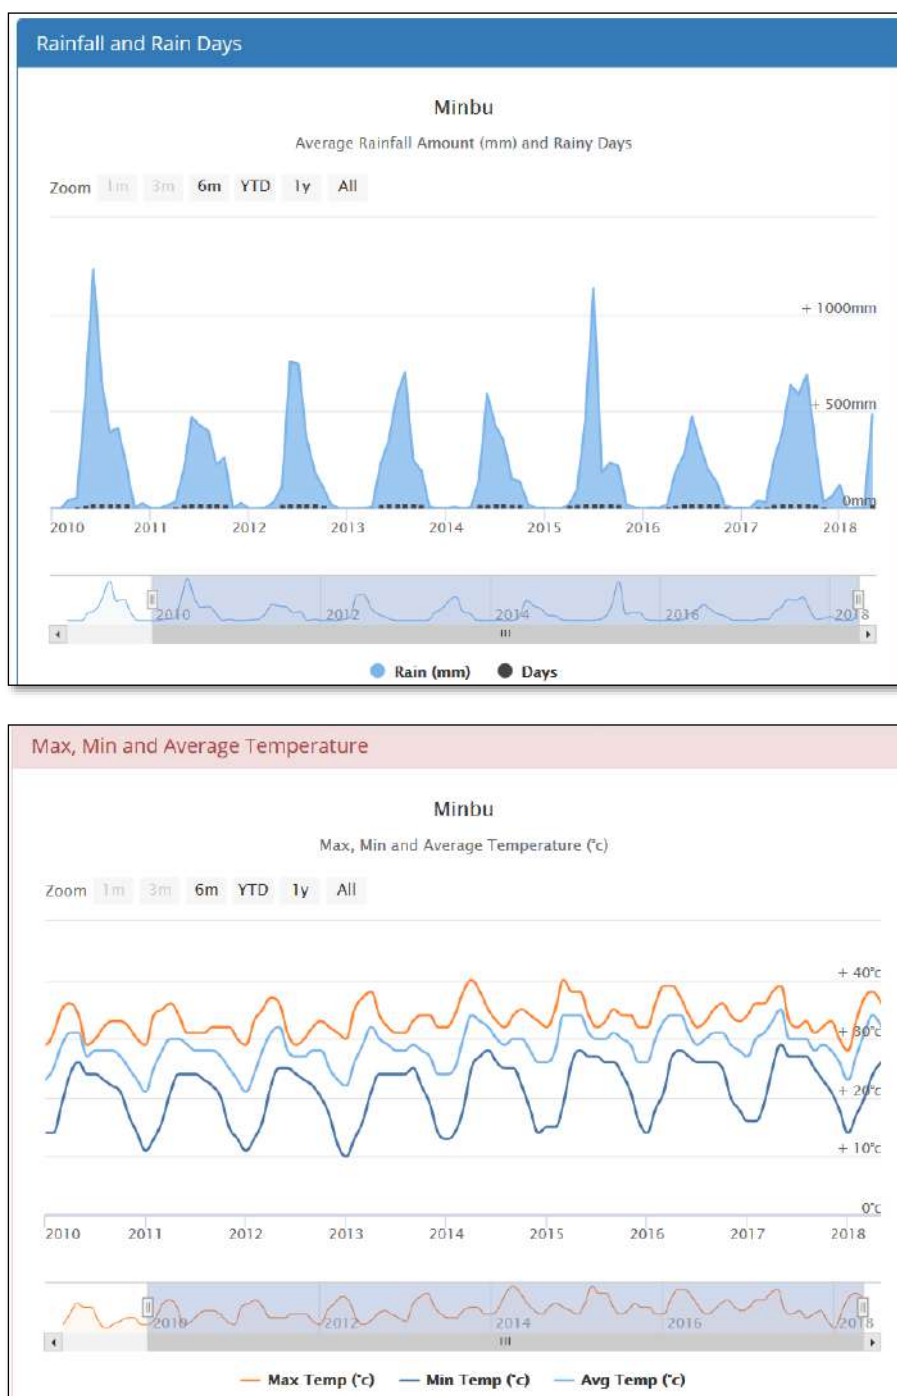 Rainfall and Rain Days
Minbu
Average Rainfall Amount (mm) and Rainy Days
Zoom 1m 3m 6m YTD 1y All
+ 1000mm
+ 500mm
0mm
2010 2011 2012 2013 2014 2015 2016 2017 2018
2010 2012 2014 2016 2018
Rain (mm) Days
Max, Min and Average Temperature
Minbu
Max, Min and Average Temperature (°c)
Zoom 1m 3m 6m YTD 1y All
+ 40°c
+ 30°c
+ 20°c
+ 10°c
0°c
2010 2011 2012 2013 2014 2015 2016 2017 2018
2010 2012 2014 2016 2018
Max Temp (°c) Min Temp (°c) Avg Temp (°c)